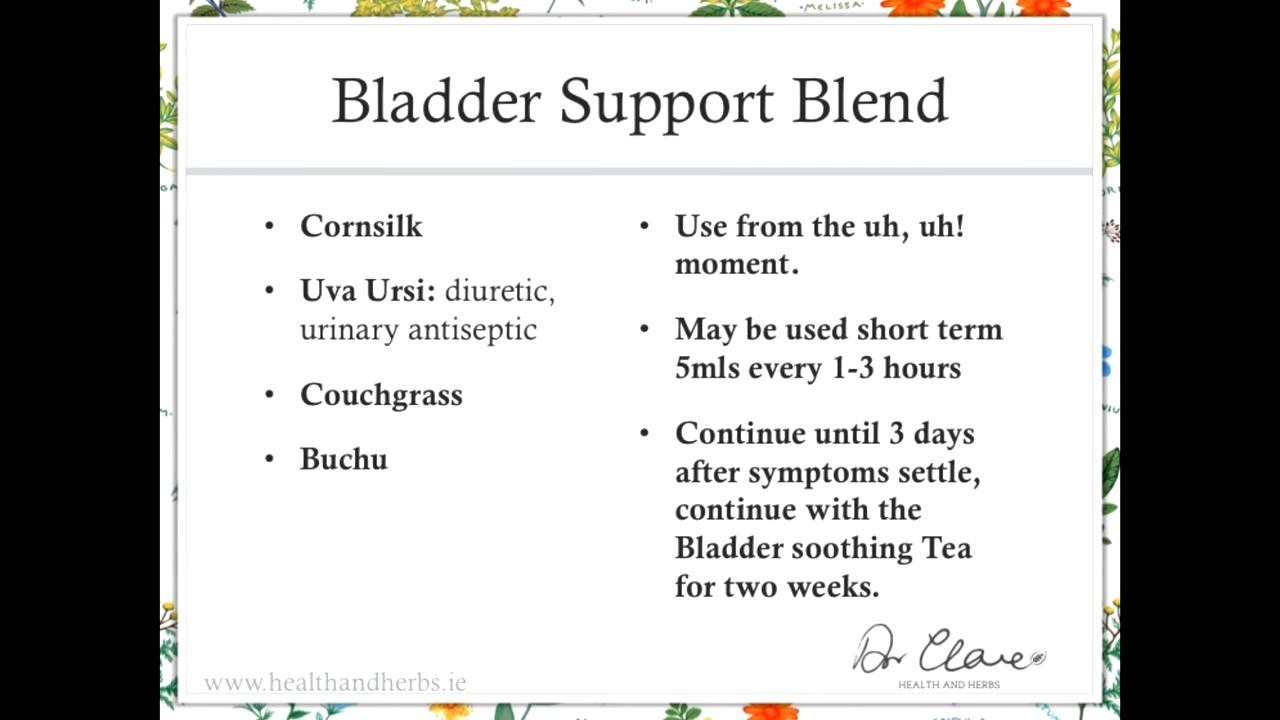 ·MELISSA·
Bladder Support Blend
• Cornsilk
• Uva Ursi: diuretic,
urinary antiseptic
• Couchgrass
• Buchu
• Use from the uh, uh!
moment.
• May be used short term
5mls every 1-3 hours
• Continue until 3 days
after symptoms settle,
continue with the
Bladder soothing Tea
for two weeks.
Dr Clare
HEALTH AND HERBS
www.healthandherbs.ie